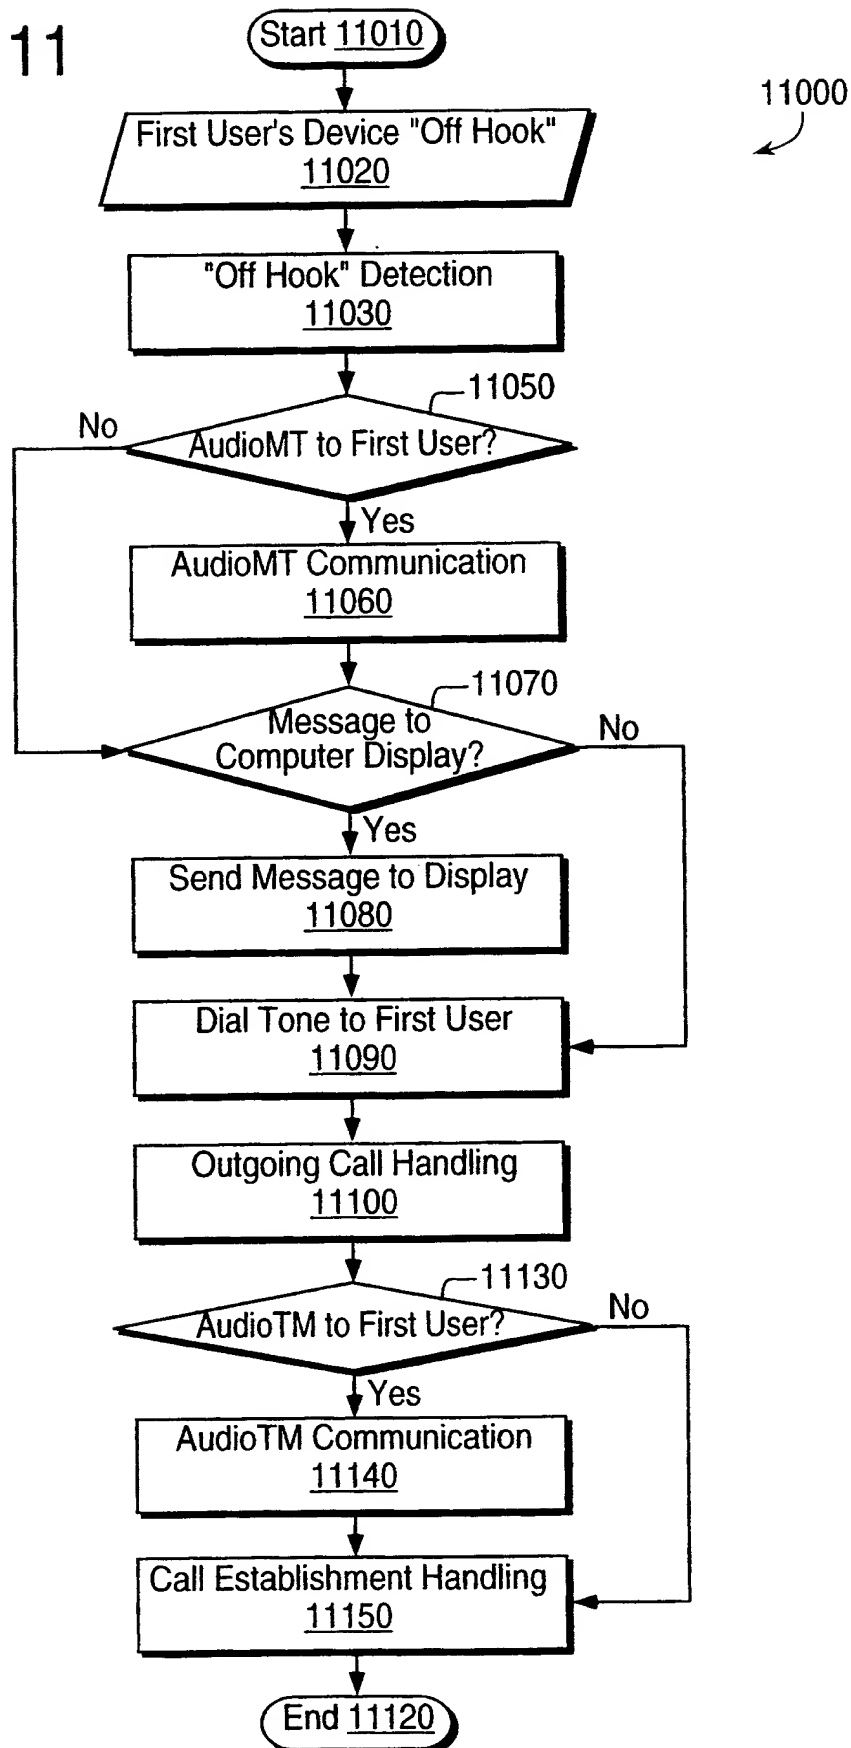 11
Start 11010
11000
First User's Device "Off Hook"
11020
"Off Hook" Detection
11030
11050
No
AudioMT to First User?
Yes
AudioMT Communication
11060
11070
Message to
Computer Display?
No
Yes
Send Message to Display
11080
Dial Tone to First User
11090
Outgoing Call Handling
11100
11130
No
AudioTM to First User?
Yes
AudioTM Communication
11140
Call Establishment Handling
11150
End 11120